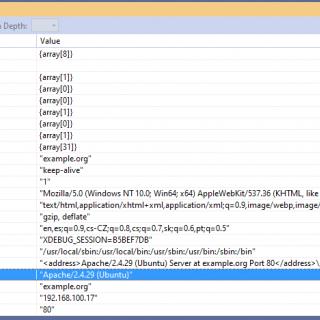 Depth:
Value
{array[8]}
{array[1]}
{array[0]}
{array[0]}
{array[1]}
{array[0]}
{array[1]}
{array[31]}
"example.org"
"keep-alive"
"1"
"Mozilla/5.0 (Windows NT 10.0; Win64; x64) AppleWebKit/537.36 (KHTML, like
"text/html,application/xhtml+xml,application/xml;q=0.9,image/webp,image/
"gzip, deflate"
"en,es;q=0.9,cs-CZ;q=0.8,cs;q=0.7,sk;q=0.6,pt;q=0.5"
"XDEBUG_SESSION=B5BEF7DB"
"/usr/local/sbin:/usr/local/bin:/usr/sbin:/usr/bin:/sbin:/bin"
"<address>Apache/2.4.29 (Ubuntu) Server at example.org Port 80</address>\
"Apache/2.4.29 (Ubuntu)"
"example.org"
"192.168.100.17"
"80"